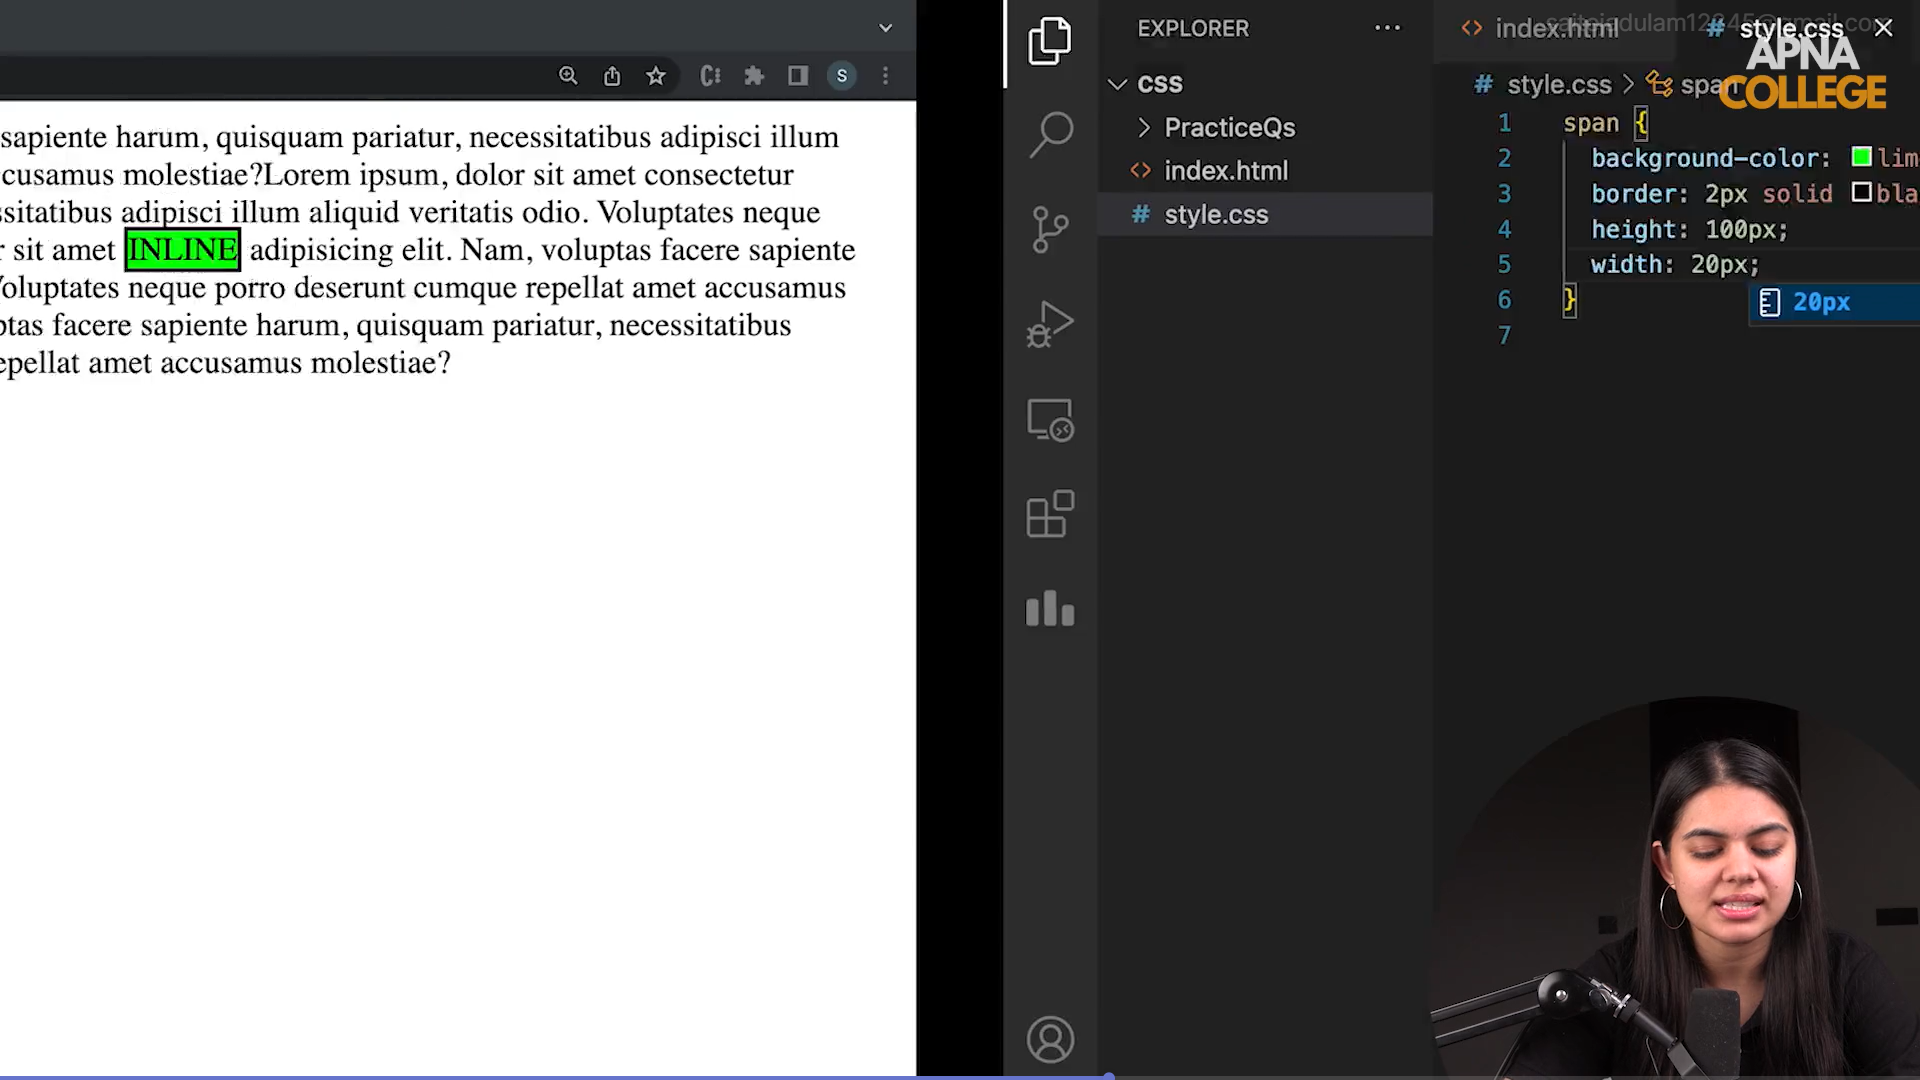 S
sapiente harum, quisquam pariatur, necessitatibus adipisci illum
cusamus molestiae?Lorem ipsum, dolor sit amet consectetur
ssitatibus adipisci illum aliquid veritatis odio. Voluptates neque
r sit amet INLINE adipisicing elit. Nam, voluptas facere sapiente
Voluptates neque porro deserunt cumque repellat amet accusamus
ptas facere sapiente harum, quisquam pariatur, necessitatibus
epellat amet accusamus molestiae?
EXPLORER
CSS
PracticeQs
index.html
style.css
index.html
style.css
saitejadulam12345@gmail.com
APNA
COLLEGE
style.css > span
1 span {
2 background-color: lim
3 border: 2px solid bla
4 height: 100px;
5 width: 20px;
6 }
7
20px